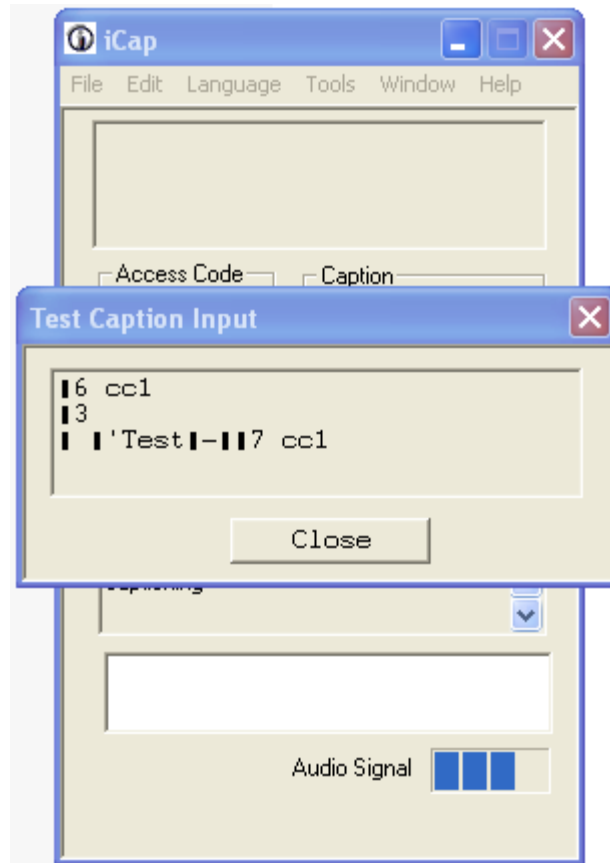 iCap
File Edit Language Tools Window Help
Access Code
Caption
Test Caption Input
▌6 cc1
▌3
▌ ▌'Test▌-▌▌7 cc1
Close
Audio Signal